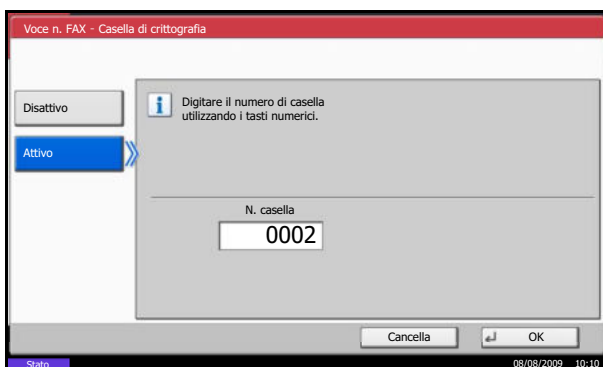 Voce n. FAX - Casella di crittografia
Disattivo
Digitare il numero di casella
utilizzando i tasti numerici.
Attivo
N. casella
0002
Cancella
OK
Stato
08/08/2009 10:10